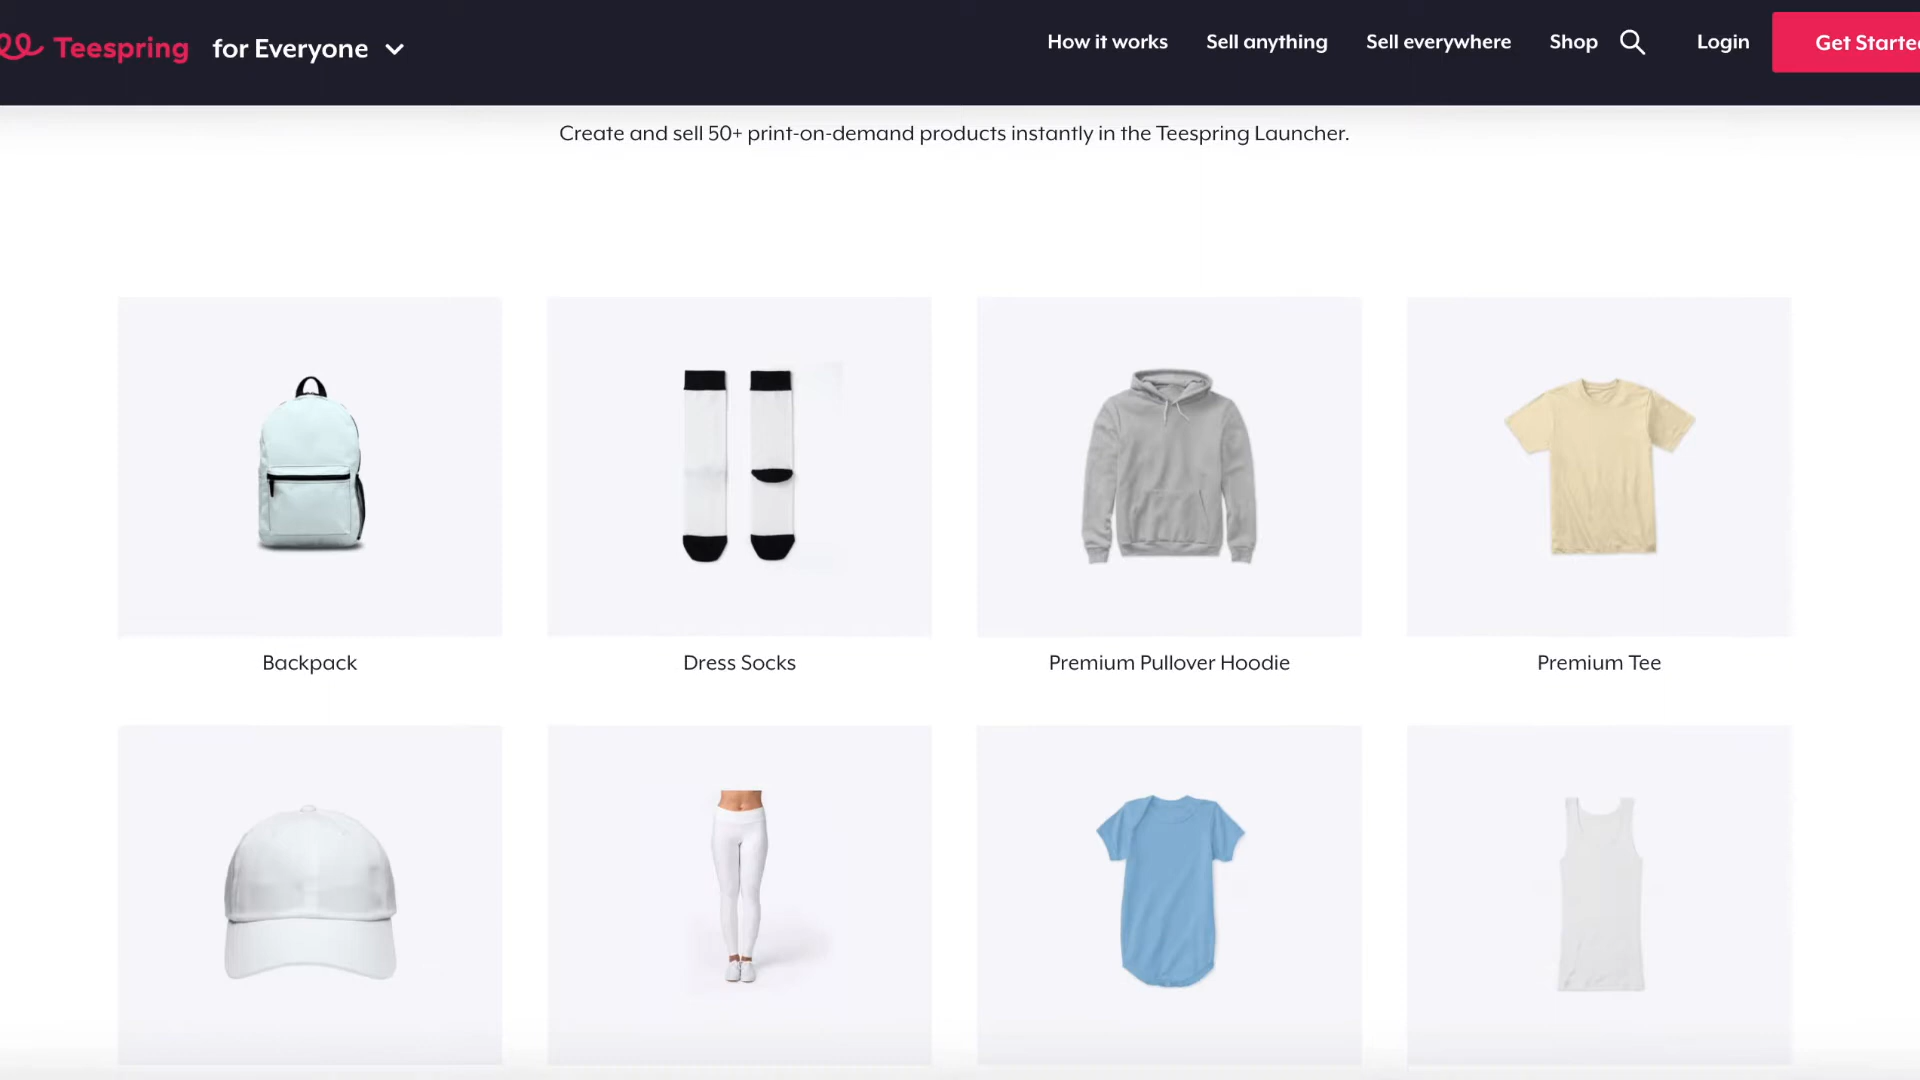 Teespring for Everyone How it works Sell anything Sell everywhere Shop Login Get Starte
Create and sell 50+ print-on-demand products instantly in the Teespring Launcher.
Backpack Dress Socks Premium Pullover Hoodie Premium Tee